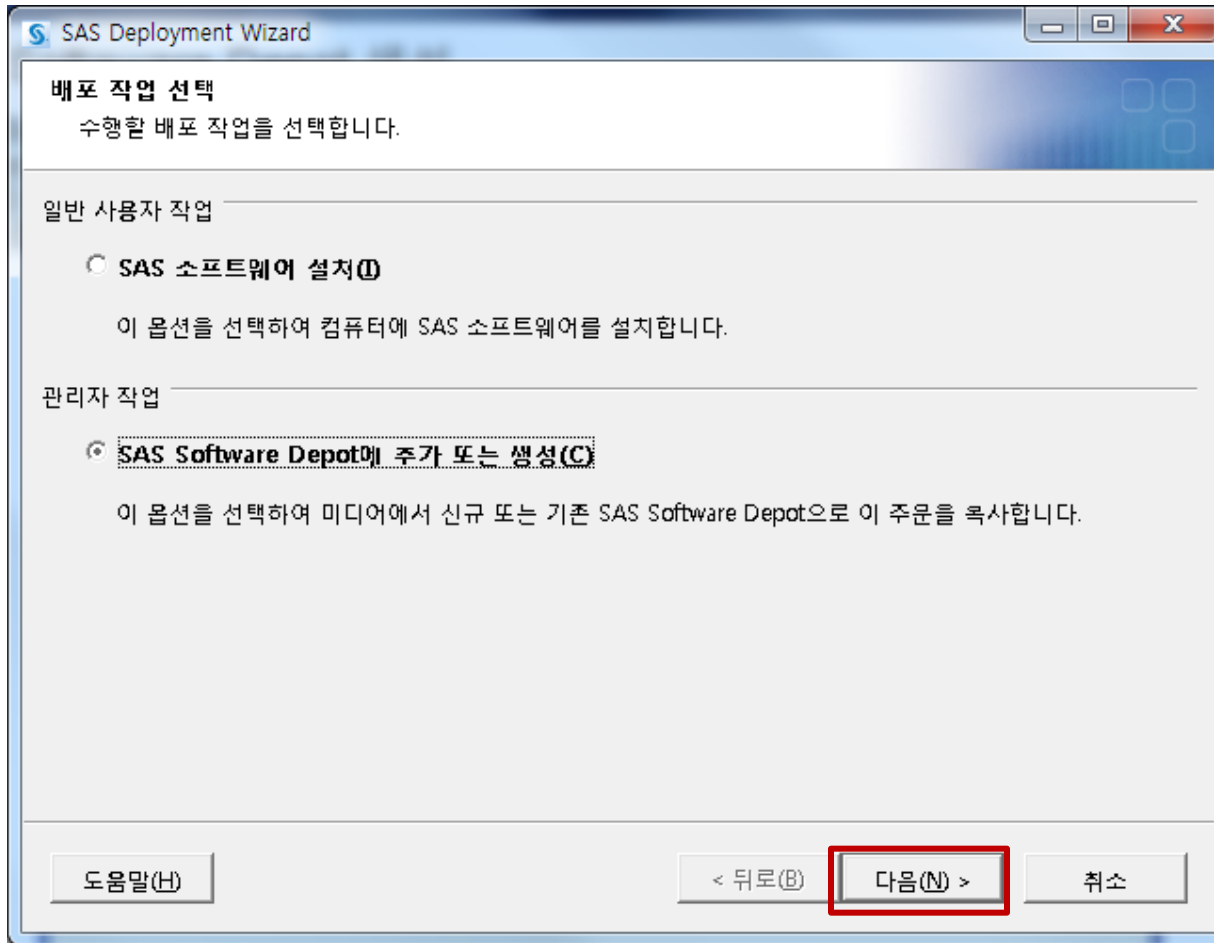 SAS Deployment Wizard
배포 작업 선택
수행할 배포 작업을 선택합니다.
일반 사용자 작업
SAS 소프트웨어 설치(I)
이 옵션을 선택하여 컴퓨터에 SAS 소프트웨어를 설치합니다.
관리자 작업
SAS Software Depot에 추가 또는 생성(C)
이 옵션을 선택하여 미디어에서 신규 또는 기존 SAS Software Depot으로 이 주문을 복사합니다.
도움말(H) < 뒤로(B) 다음(N) > 취소